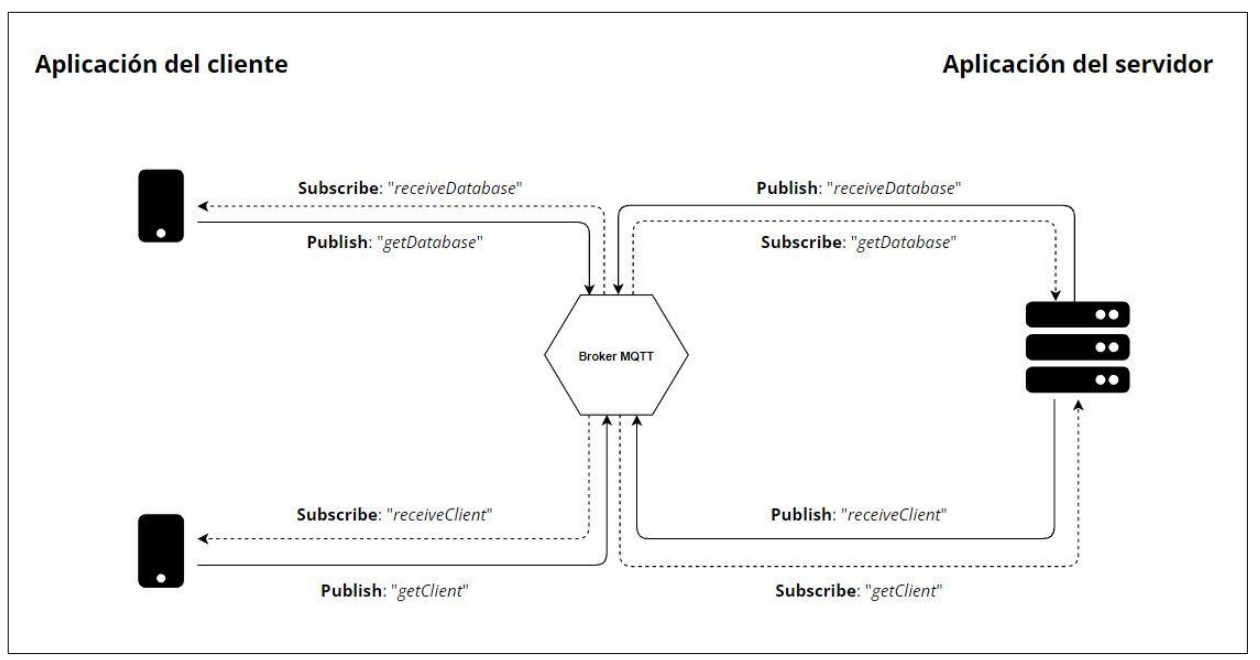 Aplicación del cliente
Aplicación del servidor
Subscribe: "receiveDatabase"
Publish: "receiveDatabase"
Publish: "getDatabase"
Subscribe: "getDatabase"
Broker MQTT
Subscribe: "receiveClient"
Publish: "receiveClient"
Publish: "getClient"
Subscribe: "getClient"